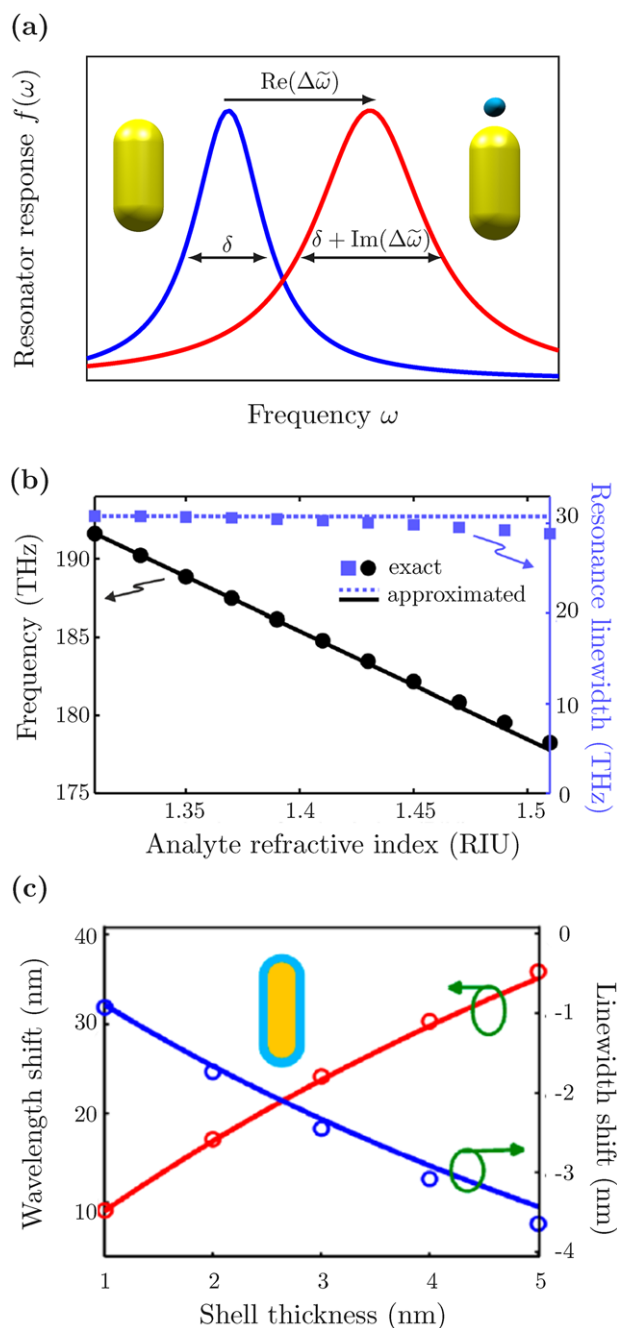 (a)
Resonator response f(ω)
Re(Δω̃)
δ
δ + Im(Δω̃)
Frequency ω
(b)
Frequency (THz)
190
185
180
175
30
20
10
0
Resonance linewidth (THz)
exact
approximated
1.35
1.4
1.45
1.5
Analyte refractive index (RIU)
(c)
Wavelength shift (nm)
40
30
20
10
0
-1
-2
-3
-4
Linewidth shift (nm)
1
2
3
4
5
Shell thickness (nm)